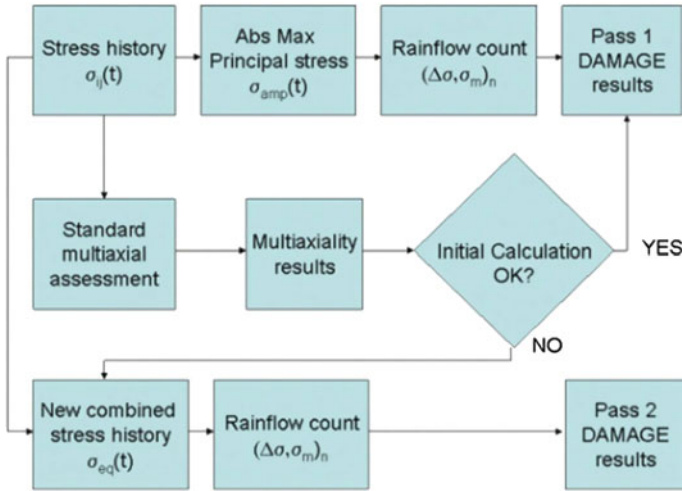 Stress history
σij(t)
Abs Max
Principal stress
σamp(t)
Rainflow count
(Δσ,σm)n
Pass 1
DAMAGE
results
Standard
multiaxial
assessment
Multiaxiality
results
Initial Calculation
OK?
YES
NO
New combined
stress history
σeq(t)
Rainflow count
(Δσ,σm)n
Pass 2
DAMAGE
results